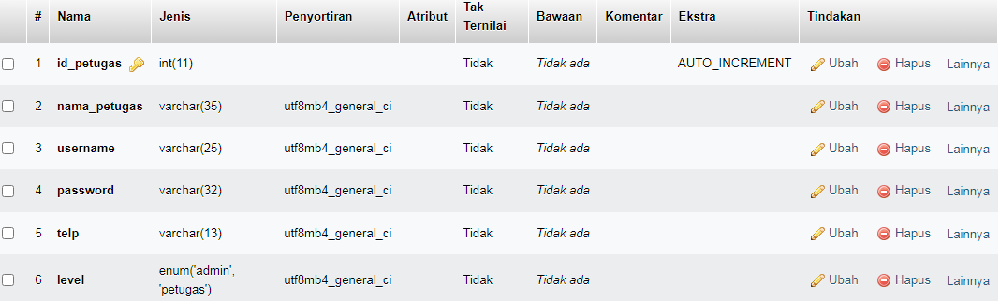 # Nama Jenis Penyortiran Atribut Tak Ternilai Bawaan Komentar Ekstra Tindakan
1 id_petugas int(11) Tidak Tidak ada AUTO_INCREMENT Ubah Hapus Lainnya
2 nama_petugas varchar(35) utf8mb4_general_ci Tidak Tidak ada Ubah Hapus Lainnya
3 username varchar(25) utf8mb4_general_ci Tidak Tidak ada Ubah Hapus Lainnya
4 password varchar(32) utf8mb4_general_ci Tidak Tidak ada Ubah Hapus Lainnya
5 telp varchar(13) utf8mb4_general_ci Tidak Tidak ada Ubah Hapus Lainnya
6 level enum('admin', 'petugas') utf8mb4_general_ci Tidak Tidak ada Ubah Hapus Lainnya